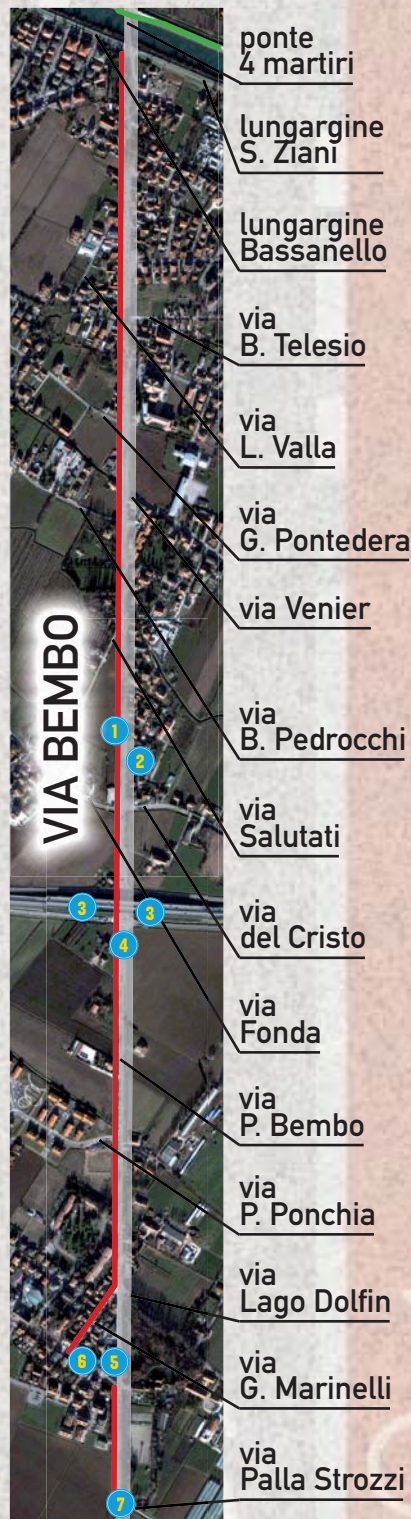 ponte
4 martiri
lungargine
S. Ziani
lungargine
Bassanello
via
B. Telesio
via
L. Valla
via
G. Pontedera
via Venier
via
B. Pedrocchi
via
Salutati
via
del Cristo
via
Fonda
via
P. Bembo
via
P. Ponchia
via
Lago Dolfin
via
G. Marinelli
via
Palla Strozzi
VIA BEMBO
1
2
3
3
4
6
5
7